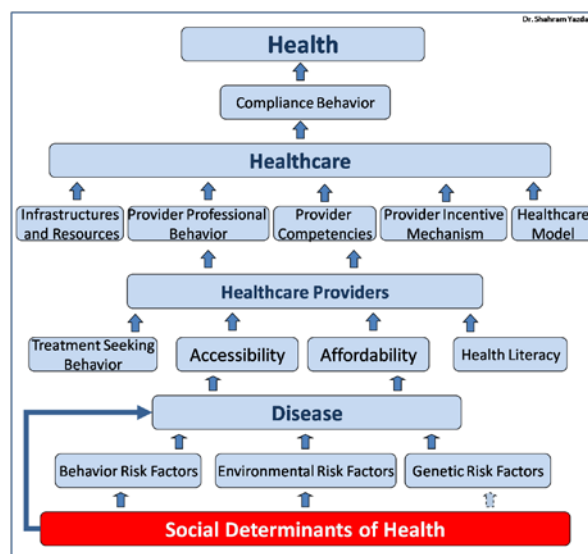 Dr. Shahram Yazda
Health
Compliance Behavior
Healthcare
Infrastructures
and Resources
Provider Professional
Behavior
Provider
Competencies
Provider Incentive
Mechanism
Healthcare
Model
Healthcare Providers
Treatment Seeking
Behavior
Accessibility
Affordability
Health Literacy
Disease
Behavior Risk Factors
Environmental Risk Factors
Genetic Risk Factors
Social Determinants of Health